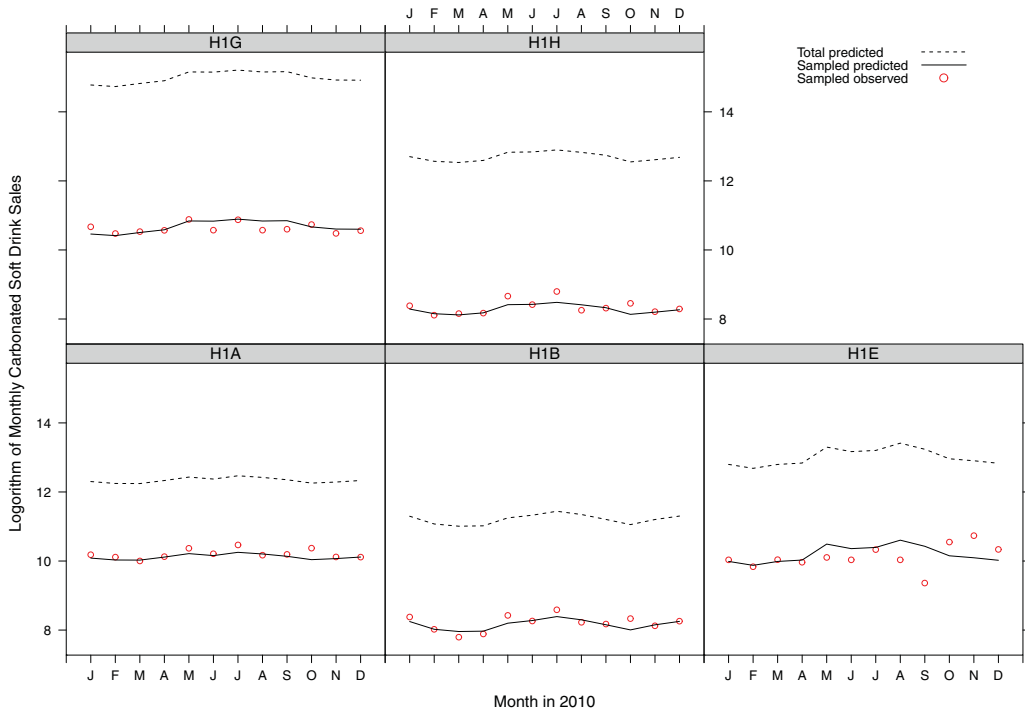 J F M A M J J A S O N D
H1G
H1H
Total predicted
Sampled predicted
Sampled observed
14
12
10
8
Logorithm of Monthly Carbonated Soft Drink Sales
H1A
H1B
H1E
14
12
10
8
J F M A M J J A S O N D
J F M A M J J A S O N D
J F M A M J J A S O N D
Month in 2010